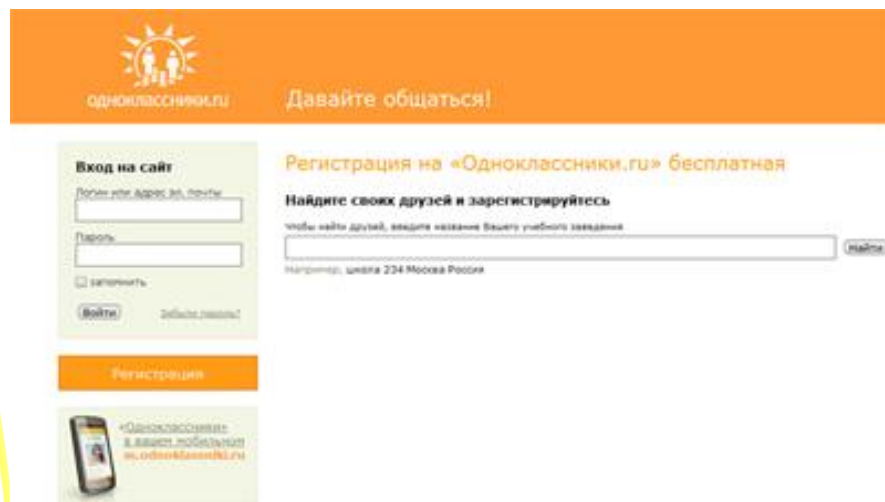 одноклассники.ru
Давайте общаться!
Вход на сайт
Логин или адрес эл. почты
Пароль
запомнить
Войти
Забыли пароль?
Регистрация
«Одноклассники»
в вашем мобильном
m.odnoklassniki.ru
Регистрация на «Одноклассники.ru» бесплатная
Найдите своих друзей и зарегистрируйтесь
Чтобы найти друзей, введите название Вашего учебного заведения
Найти
Например, школа 234 Москва Россия